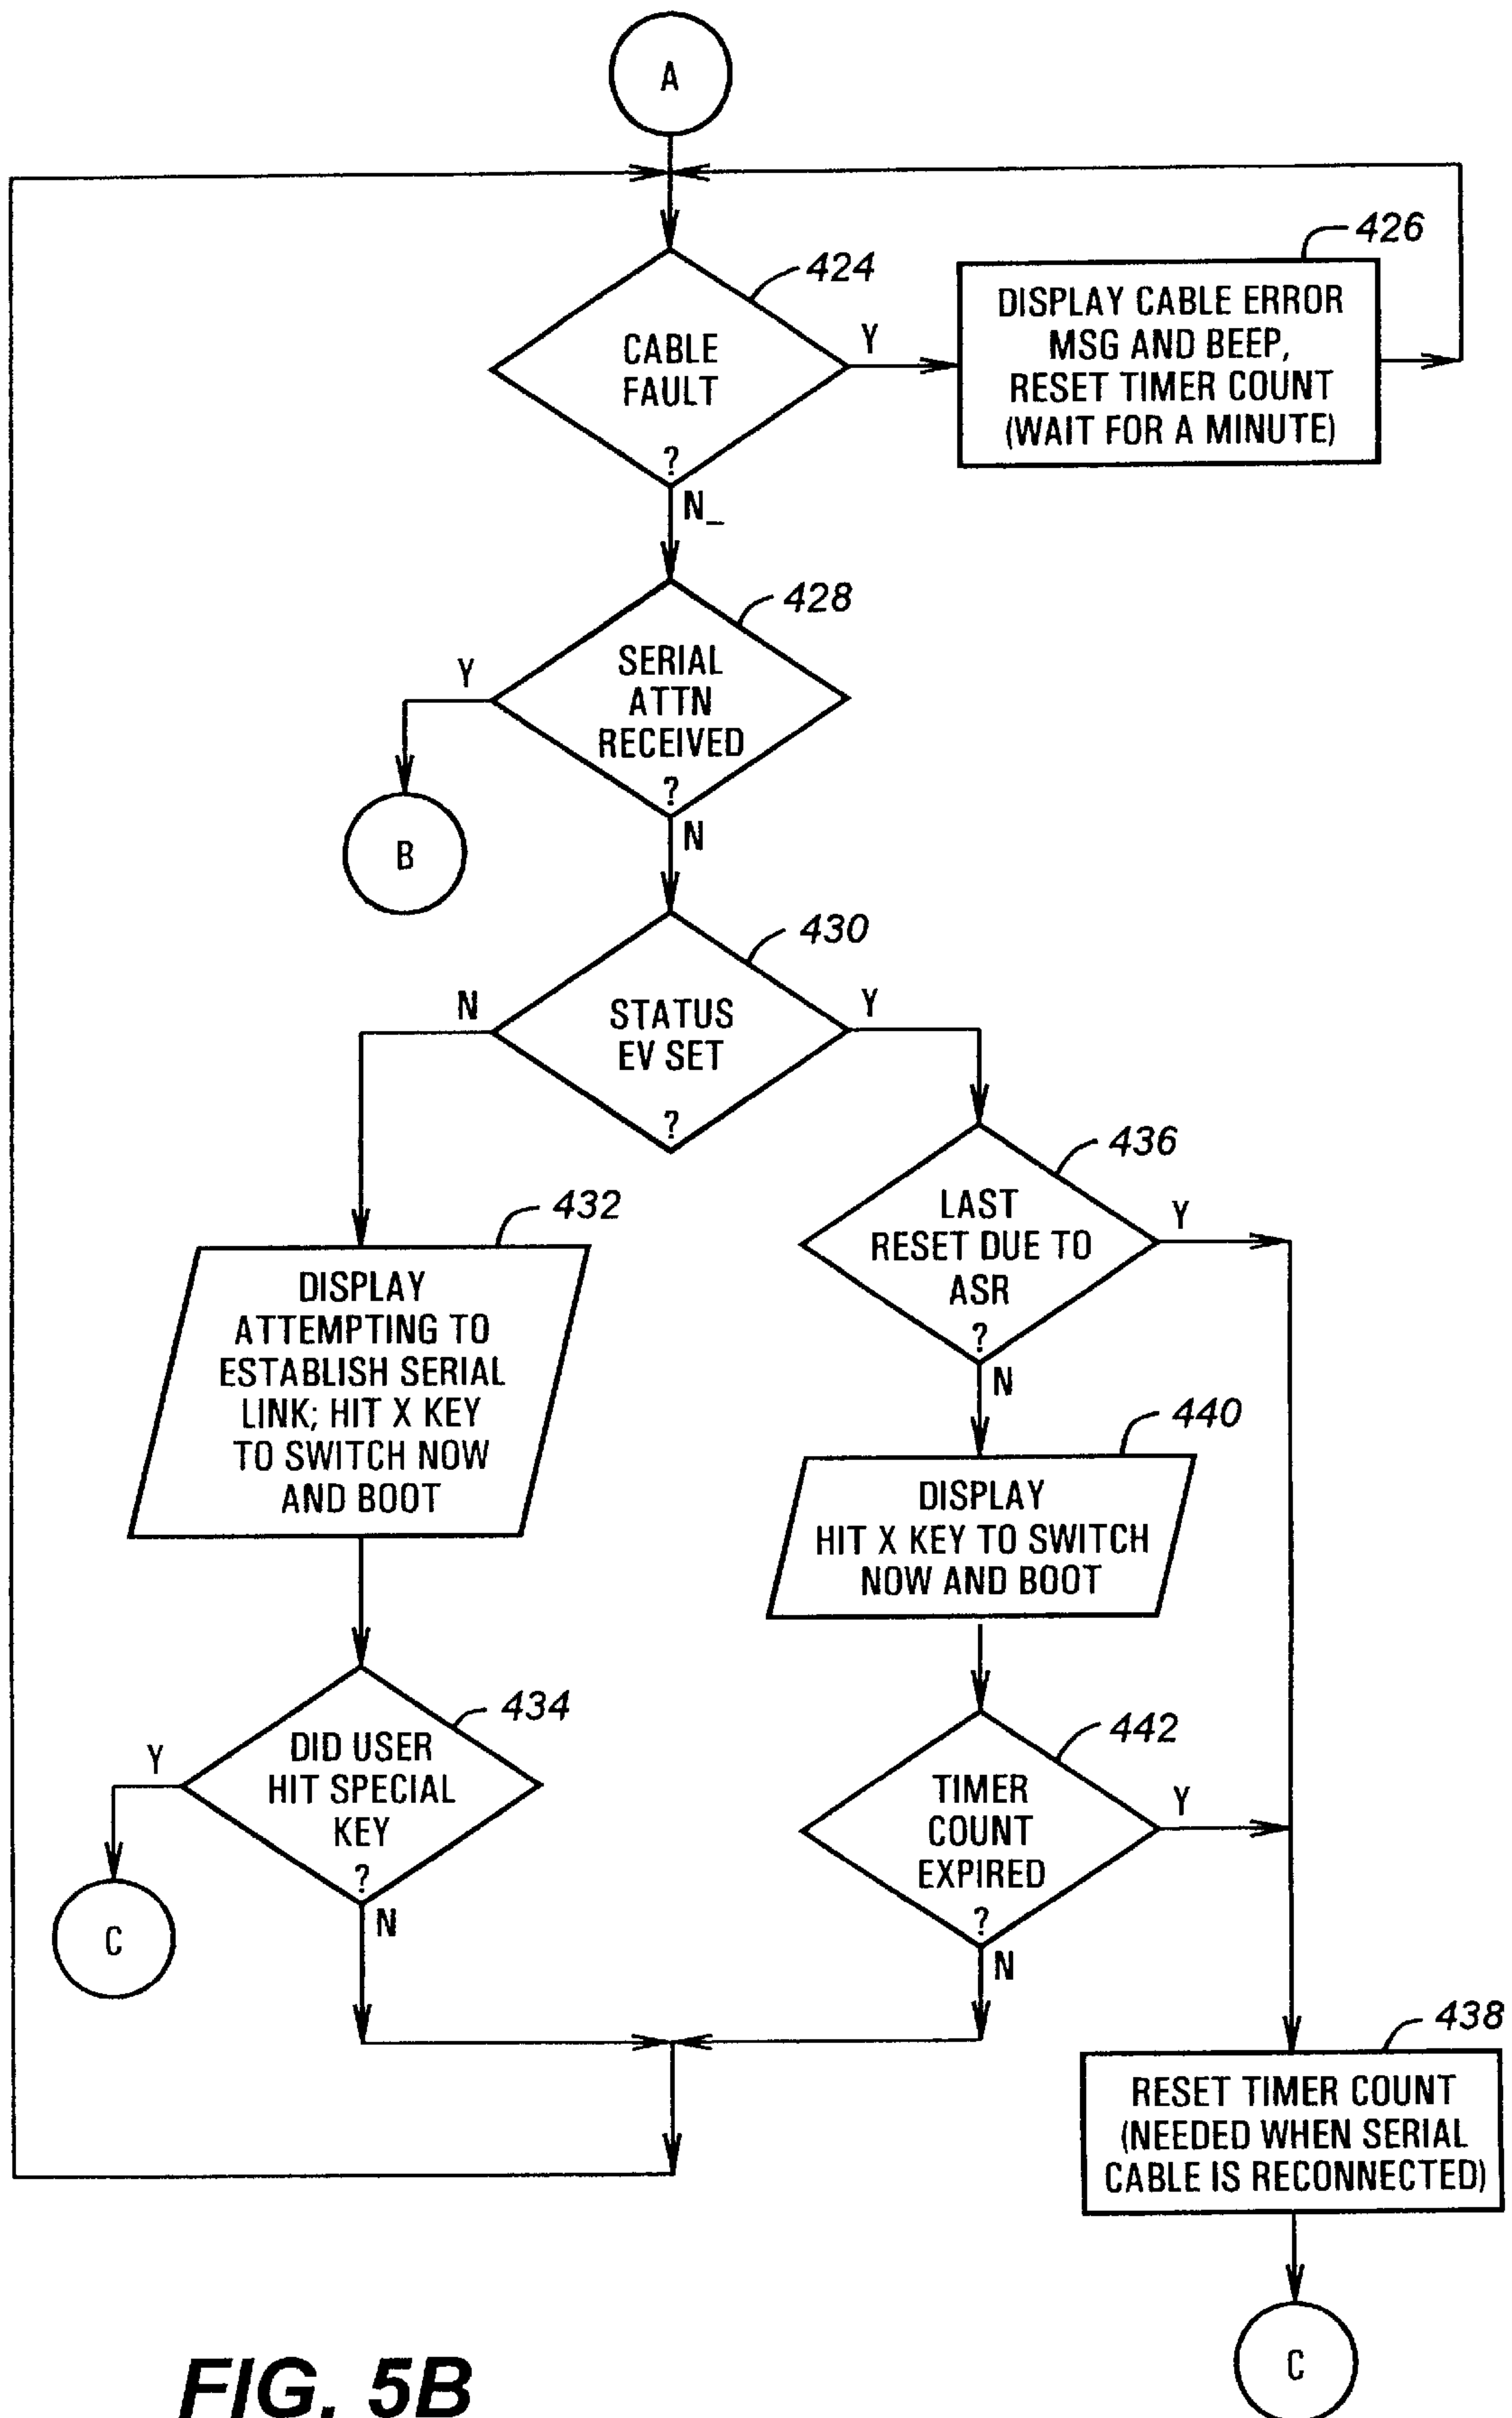 A
424
426
CABLE
FAULT
?
Y
N_
DISPLAY CABLE ERROR
MSG AND BEEP,
RESET TIMER COUNT
(WAIT FOR A MINUTE)
428
SERIAL
ATTN
RECEIVED
?
Y
N
B
430
STATUS
EV SET
?
N
Y
432
DISPLAY
ATTEMPTING TO
ESTABLISH SERIAL
LINK; HIT X KEY
TO SWITCH NOW
AND BOOT
436
LAST
RESET DUE TO
ASR
?
Y
N
440
DISPLAY
HIT X KEY TO SWITCH
NOW AND BOOT
434
DID USER
HIT SPECIAL
KEY
?
Y
N
C
442
TIMER
COUNT
EXPIRED
?
Y
N
438
RESET TIMER COUNT
(NEEDED WHEN SERIAL
CABLE IS RECONNECTED)
C
FIG. 5B